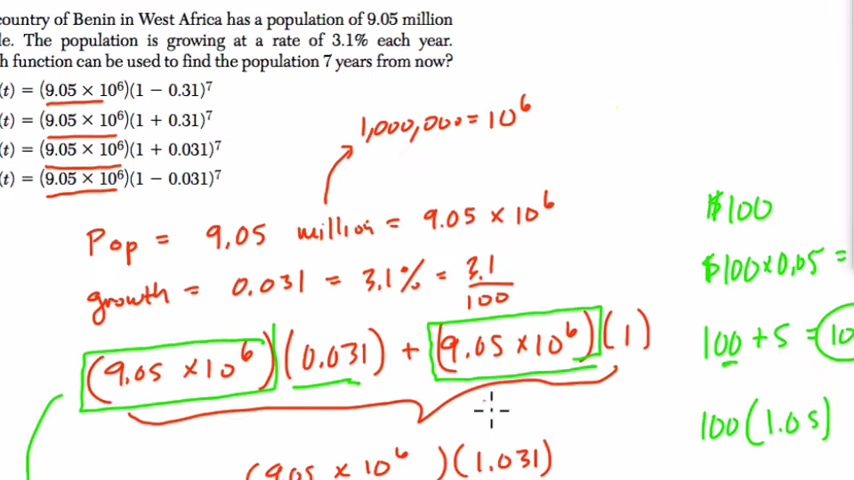 country of Benin in West Africa has a population of 9.05 million
le. The population is growing at a rate of 3.1% each year.
h function can be used to find the population 7 years from now?
(t) = (9.05 × 10⁶)(1 − 0.31)⁷
(t) = (9.05 × 10⁶)(1 + 0.31)⁷
(t) = (9.05 × 10⁶)(1 + 0.031)⁷
(t) = (9.05 × 10⁶)(1 − 0.031)⁷
1,000,000 = 10⁶
Pop = 9.05 million = 9.05 × 10⁶
growth = 0.031 = 3.1% = 3.1/100
(9.05 × 10⁶)(0.031) + (9.05 × 10⁶)(1)
(9.05 × 10⁶ )(1.031)
$100
$100 × 0.05 =
100 + 5 = 10
100(1.05)